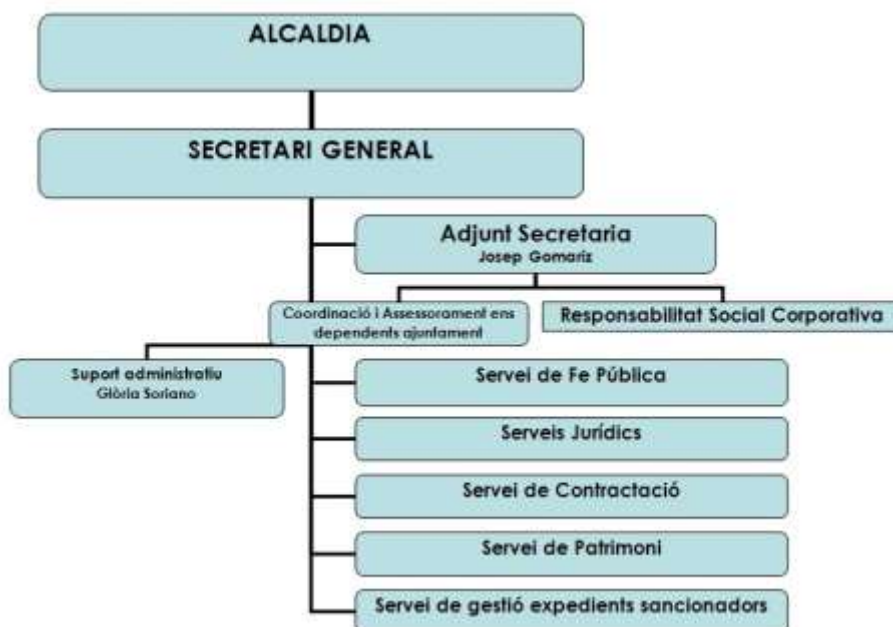 ALCALDIA
SECRETARI GENERAL
Adjunt Secretaria
Josep Gomariz
Coordinació i Assessorament ens
dependents ajuntament
Responsabilitat Social Corporativa
Suport administratiu
Glòria Soriano
Servei de Fe Pública
Serveis Jurídics
Servei de Contractació
Servei de Patrimoni
Servei de gestió expedients sancionadors